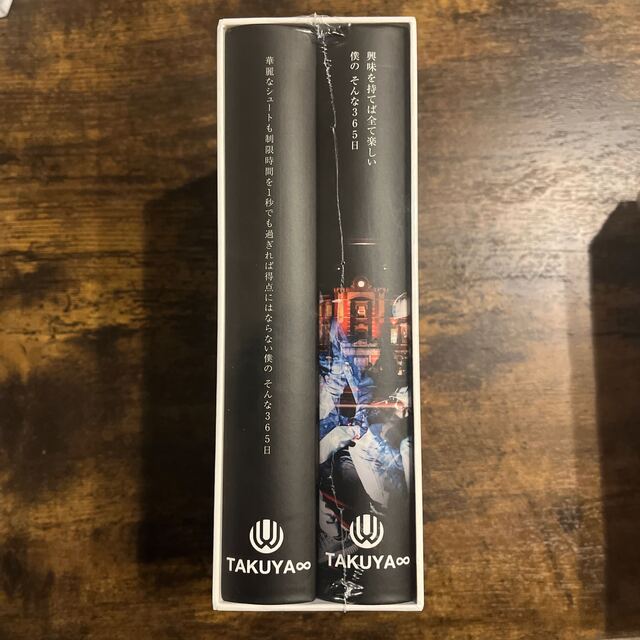 華麗なシュートも制限時間を1秒でも過ぎれば得点にはならない僕の そんな365日
TAKUYA∞
興味を持てば全て楽しい
僕の そんな365日
TAKUYA∞